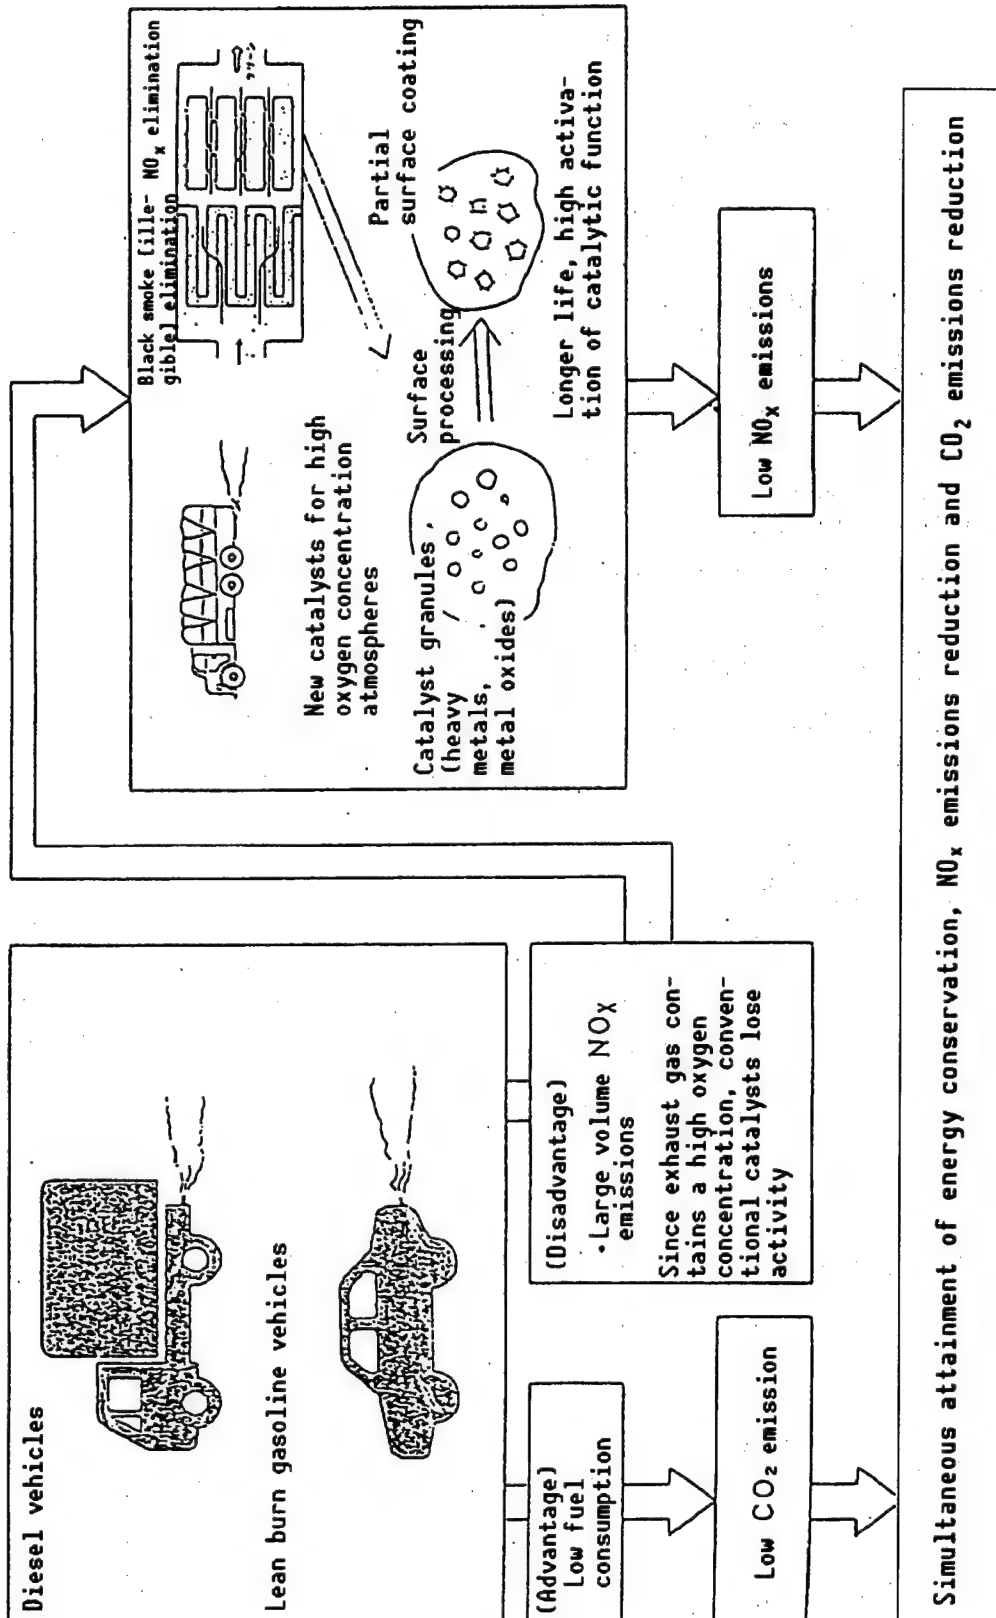 Diesel vehicles
Lean burn gasoline vehicles
(Advantage)
Low fuel
consumption
Low CO₂ emission
(Disadvantage)
•Large volume NOX
emissions
Since exhaust gas con-
tains a high oxygen
concentration, conven-
tional catalysts lose
activity
Black smoke [ille-
gible] elimination
NOx elimination
クリーン
New catalysts for high
oxygen concentration
atmospheres
Catalyst granules
(heavy
metals,
metal oxides)
Surface
processing
Partial
surface coating
Longer life, high activa-
tion of catalytic function
Low NOX emissions
Simultaneous attainment of energy conservation, NOx emissions reduction and CO₂ emissions reduction